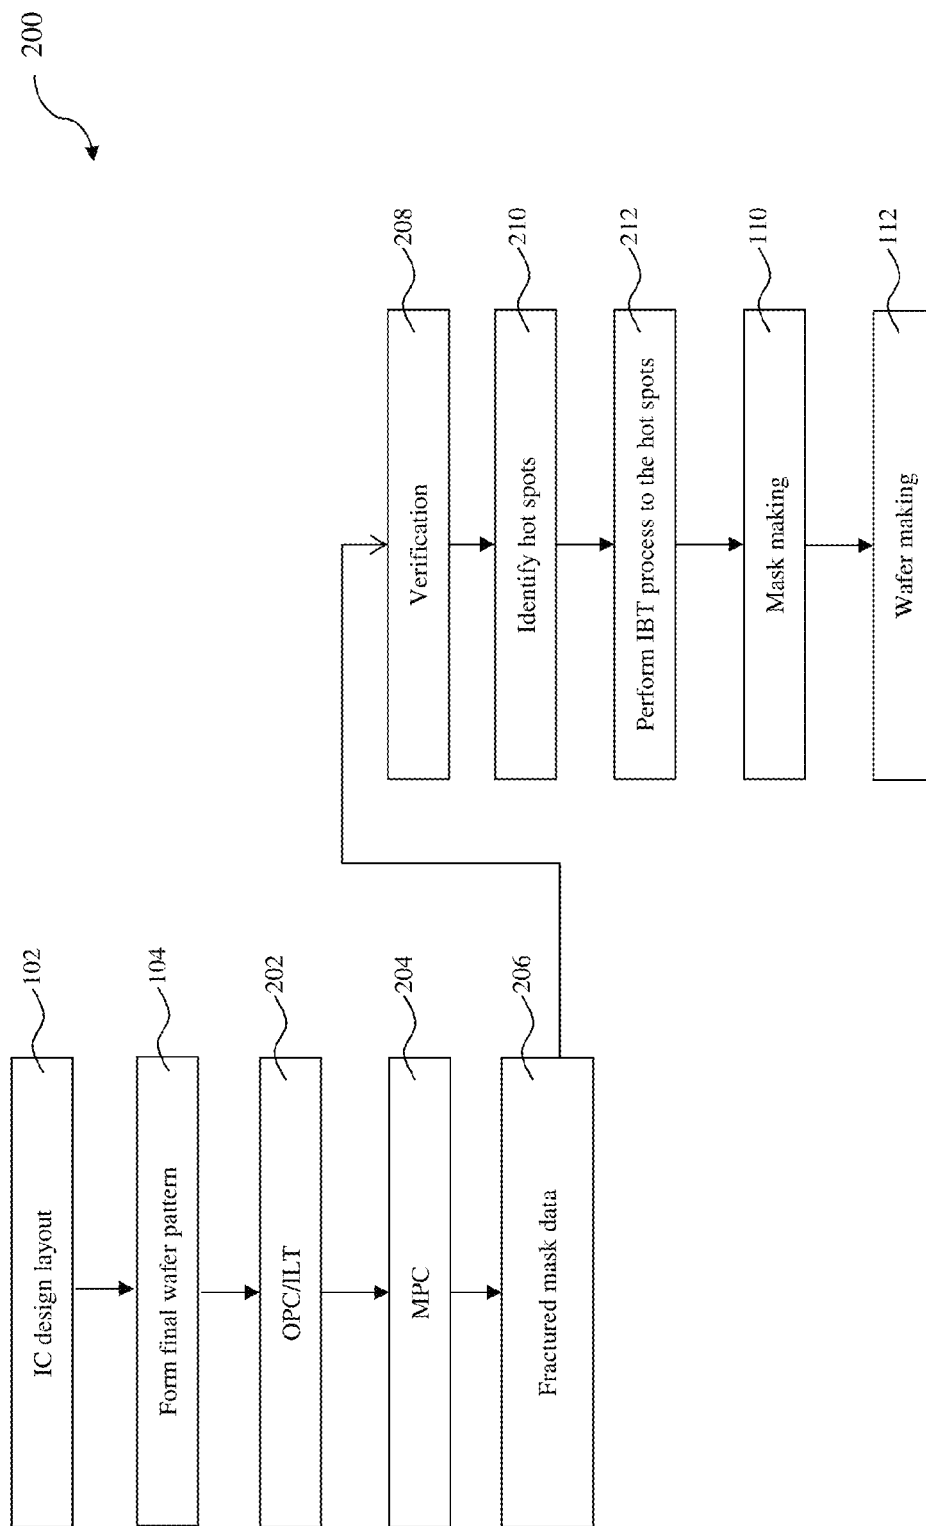 200
IC design layout
102
Form final wafer pattern
104
OPC/ILT
202
MPC
204
Fractured mask data
206
Verification
208
Identify hot spots
210
Perform IBT process to the hot spots
212
Mask making
110
Wafer making
112